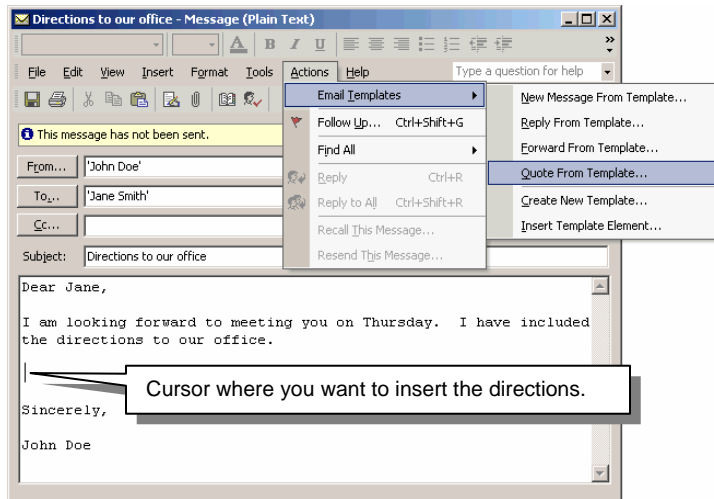 Directions to our office - Message (Plain Text)
A B I U
File Edit View Insert Format Tools Actions Help Type a question for help
Email Templates
Follow Up... Ctrl+Shift+G
Find All
Reply Ctrl+R
Reply to All Ctrl+Shift+R
Recall This Message...
Resend This Message...
New Message From Template...
Reply From Template...
Forward From Template...
Quote From Template...
Create New Template...
Insert Template Element...
This message has not been sent.
From... 'John Doe'
To... 'Jane Smith'
Cc...
Subject: Directions to our office
Dear Jane,
I am looking forward to meeting you on Thursday. I have included
the directions to our office.
Cursor where you want to insert the directions.
Sincerely,
John Doe